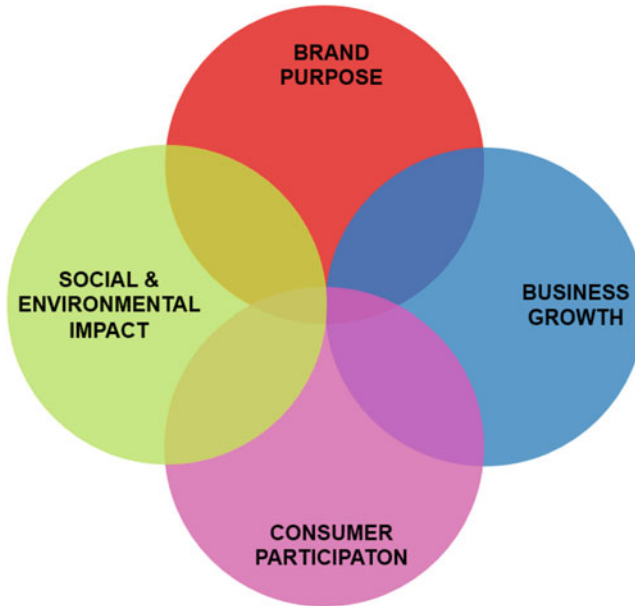 BRAND
PURPOSE
SOCIAL &
ENVIRONMENTAL
IMPACT
BUSINESS
GROWTH
CONSUMER
PARTICIPATON